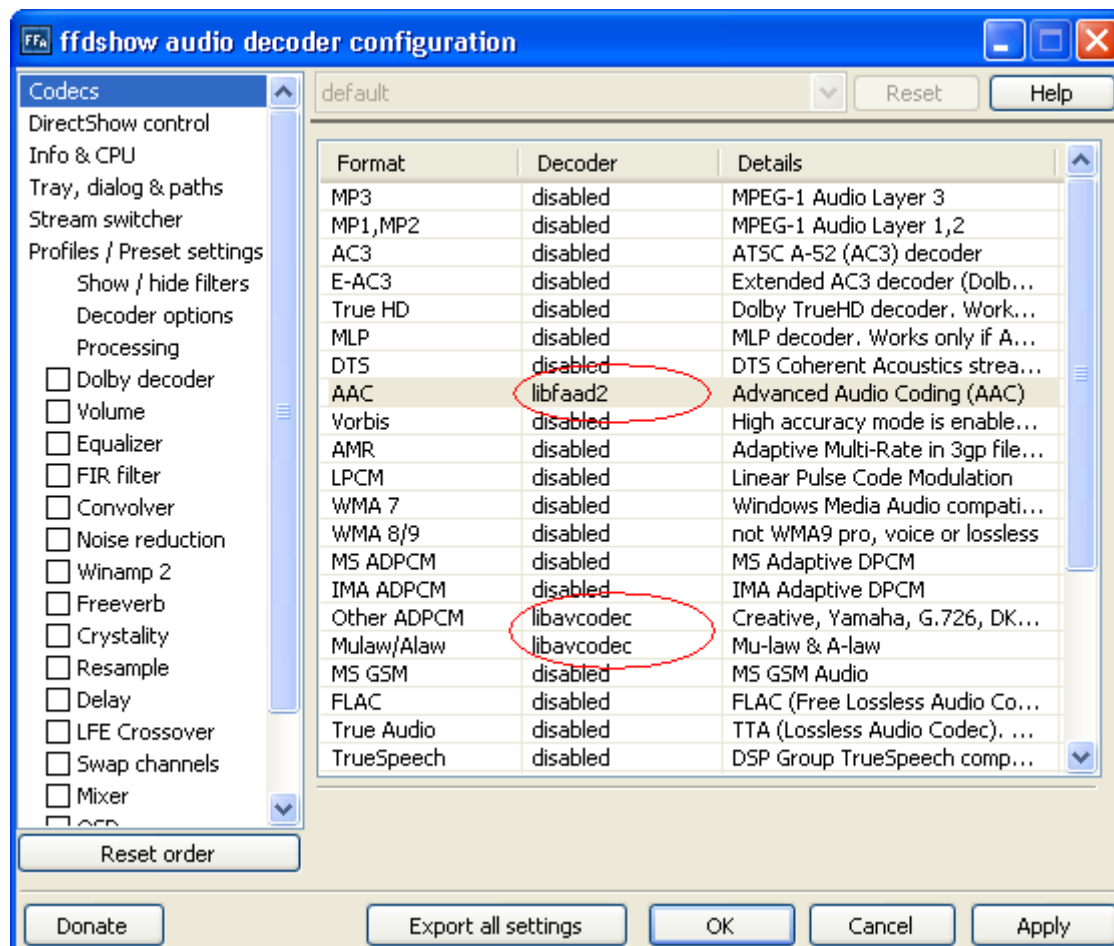 FFA ffdshow audio decoder configuration
Codecs
DirectShow control
Info & CPU
Tray, dialog & paths
Stream switcher
Profiles / Preset settings
Show / hide filters
Decoder options
Processing
Dolby decoder
Volume
Equalizer
FIR filter
Convolver
Noise reduction
Winamp 2
Freeverb
Crystality
Resample
Delay
LFE Crossover
Swap channels
Mixer
Reset order
default Reset Help
Format Decoder Details
MP3 disabled MPEG-1 Audio Layer 3
MP1,MP2 disabled MPEG-1 Audio Layer 1,2
AC3 disabled ATSC A-52 (AC3) decoder
E-AC3 disabled Extended AC3 decoder (Dolb...
True HD disabled Dolby TrueHD decoder. Work...
MLP disabled MLP decoder. Works only if A...
DTS disabled DTS Coherent Acoustics strea...
AAC libfaad2 Advanced Audio Coding (AAC)
Vorbis disabled High accuracy mode is enable...
AMR disabled Adaptive Multi-Rate in 3gp file...
LPCM disabled Linear Pulse Code Modulation
WMA 7 disabled Windows Media Audio compati...
WMA 8/9 disabled not WMA9 pro, voice or lossless
MS ADPCM disabled MS Adaptive DPCM
IMA ADPCM disabled IMA Adaptive DPCM
Other ADPCM libavcodec Creative, Yamaha, G.726, DK...
Mulaw/Alaw libavcodec Mu-law & A-law
MS GSM disabled MS GSM Audio
FLAC disabled FLAC (Free Lossless Audio Co...
True Audio disabled TTA (Lossless Audio Codec). ...
TrueSpeech disabled DSP Group TrueSpeech comp...
Donate Export all settings OK Cancel Apply